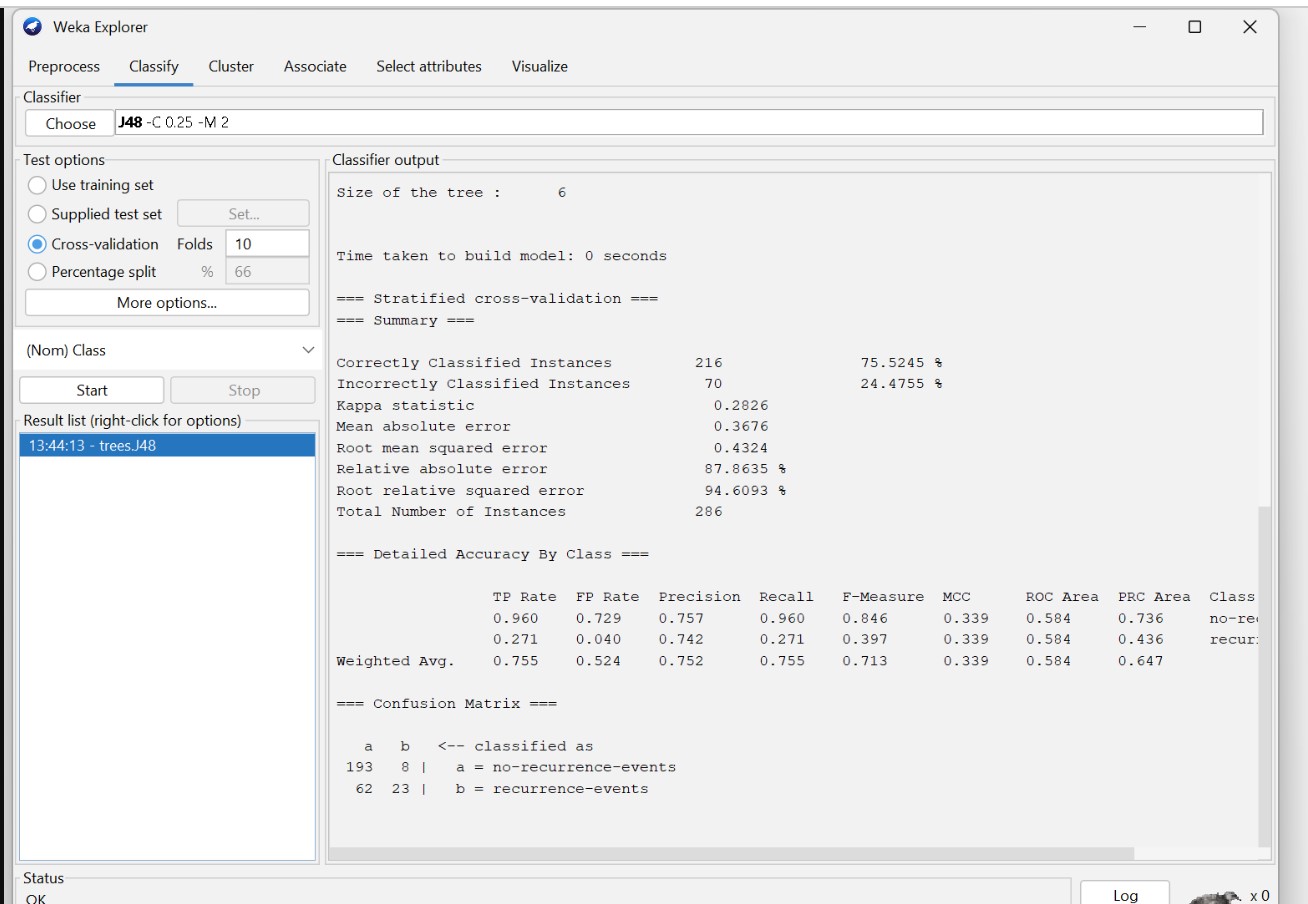 Weka Explorer
Preprocess Classify Cluster Associate Select attributes Visualize
Classifier
Choose J48 -C 0.25 -M 2
Test options
Use training set
Supplied test set Set...
Cross-validation Folds 10
Percentage split % 66
More options...
(Nom) Class
Start Stop
Result list (right-click for options)
13:44:13 - trees.J48
Classifier output
Size of the tree : 6
Time taken to build model: 0 seconds
=== Stratified cross-validation ===
=== Summary ===
Correctly Classified Instances 216 75.5245 %
Incorrectly Classified Instances 70 24.4755 %
Kappa statistic 0.2826
Mean absolute error 0.3676
Root mean squared error 0.4324
Relative absolute error 87.8635 %
Root relative squared error 94.6093 %
Total Number of Instances 286
=== Detailed Accuracy By Class ===
TP Rate FP Rate Precision Recall F-Measure MCC ROC Area PRC Area Class
0.960 0.729 0.757 0.960 0.846 0.339 0.584 0.736 no-re
0.271 0.040 0.742 0.271 0.397 0.339 0.584 0.436 recur
Weighted Avg. 0.755 0.524 0.752 0.755 0.713 0.339 0.584 0.647
=== Confusion Matrix ===
a b <-- classified as
193 8 | a = no-recurrence-events
62 23 | b = recurrence-events
Status
OK
Log x 0